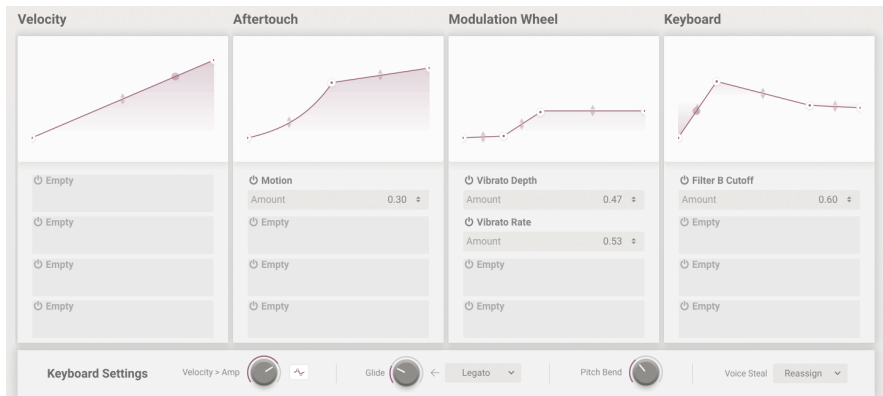 Velocity
Aftertouch
Modulation Wheel
Keyboard
Empty
Motion
Vibrato Depth
Filter B Cutoff
Amount 0.30
Amount 0.47
Amount 0.60
Empty
Empty
Vibrato Rate
Empty
Amount 0.53
Empty
Empty
Empty
Empty
Empty
Empty
Empty
Empty
Keyboard Settings
Velocity > Amp
Glide
Legato
Pitch Bend
Voice Steal
Reassign